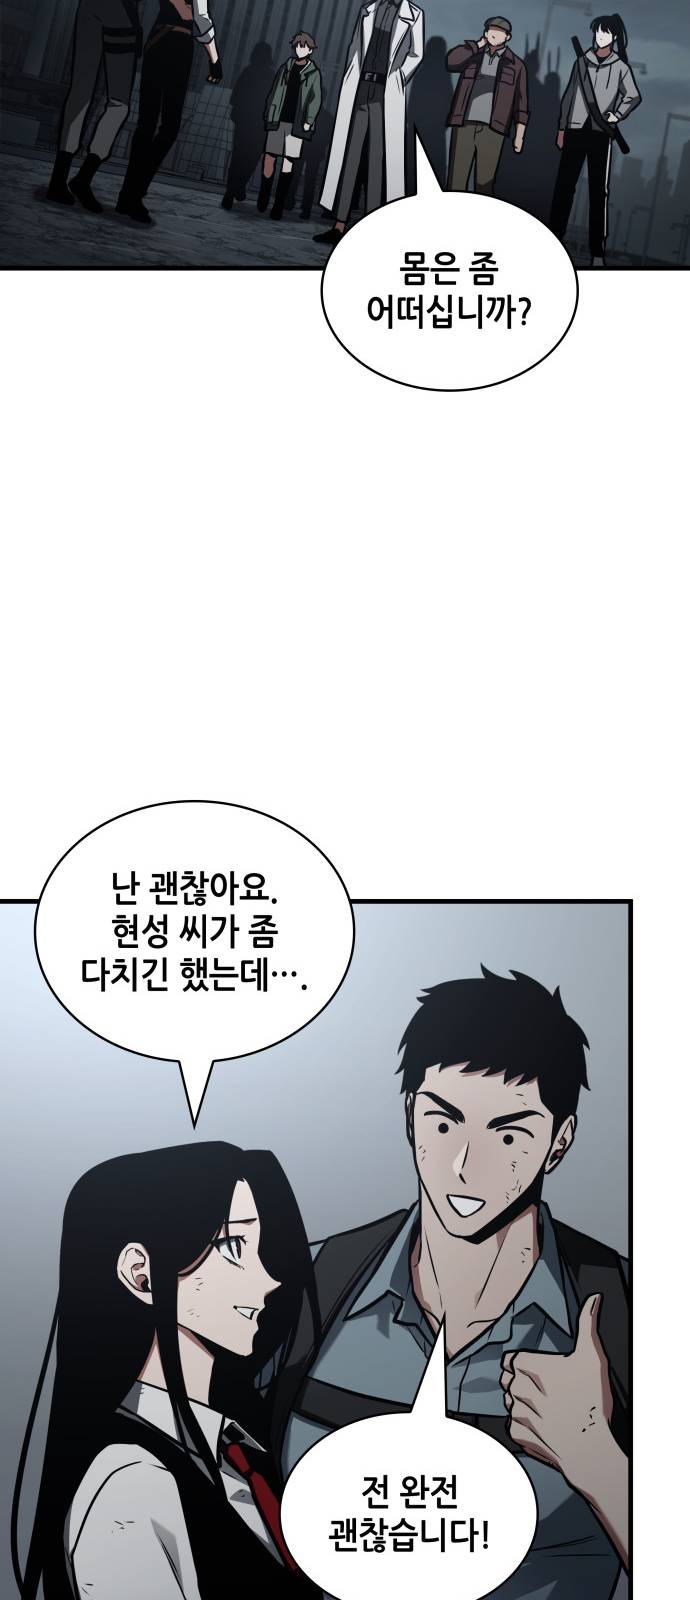 몸은 좀
어떠십니까?
난 괜찮아요.
현성 씨가 좀
다치긴 했는데….
전 완전
괜찮습니다!